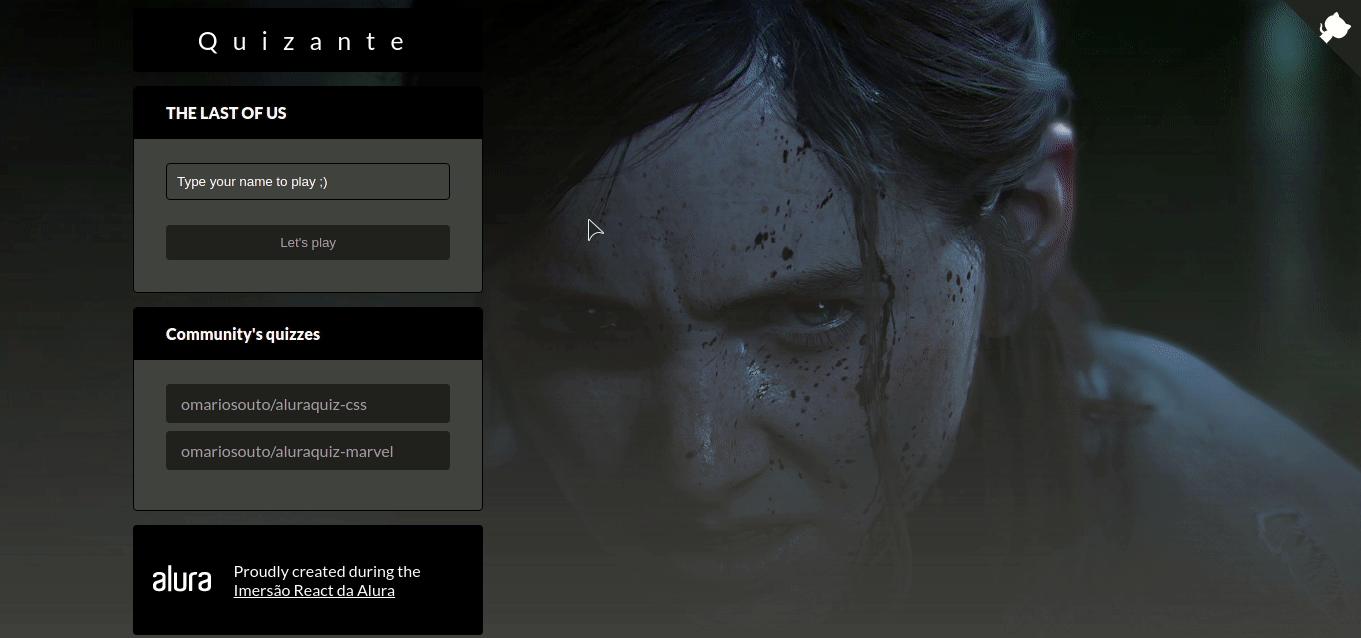 Quizante
THE LAST OF US
Type your name to play ;)
Let's play
Community's quizzes
omariosouto/aluraquiz-css
omariosouto/aluraquiz-marvel
alura
Proudly created during the
Imersão React da Alura